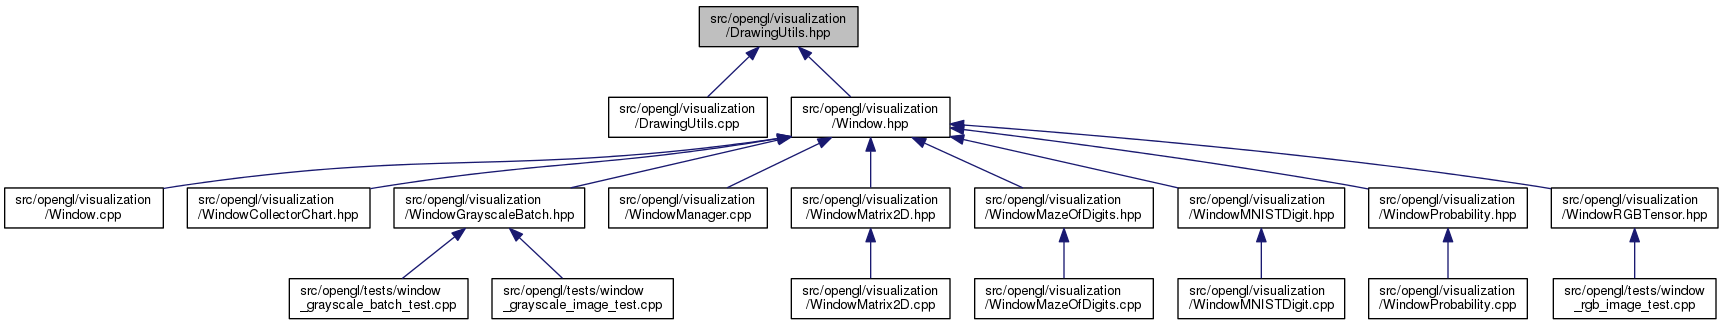 src/opengl/visualization
/DrawingUtils.hpp
src/opengl/visualization
/DrawingUtils.cpp
src/opengl/visualization
/Window.hpp
src/opengl/visualization
/Window.cpp
src/opengl/visualization
/WindowCollectorChart.hpp
src/opengl/visualization
/WindowGrayscaleBatch.hpp
src/opengl/visualization
/WindowManager.cpp
src/opengl/visualization
/WindowMatrix2D.hpp
src/opengl/visualization
/WindowMazeOfDigits.hpp
src/opengl/visualization
/WindowMNISTDigit.hpp
src/opengl/visualization
/WindowProbability.hpp
src/opengl/visualization
/WindowRGBTensor.hpp
src/opengl/tests/window
_grayscale_batch_test.cpp
src/opengl/tests/window
_grayscale_image_test.cpp
src/opengl/visualization
/WindowMatrix2D.cpp
src/opengl/visualization
/WindowMazeOfDigits.cpp
src/opengl/visualization
/WindowMNISTDigit.cpp
src/opengl/visualization
/WindowProbability.cpp
src/opengl/tests/window
_rgb_image_test.cpp